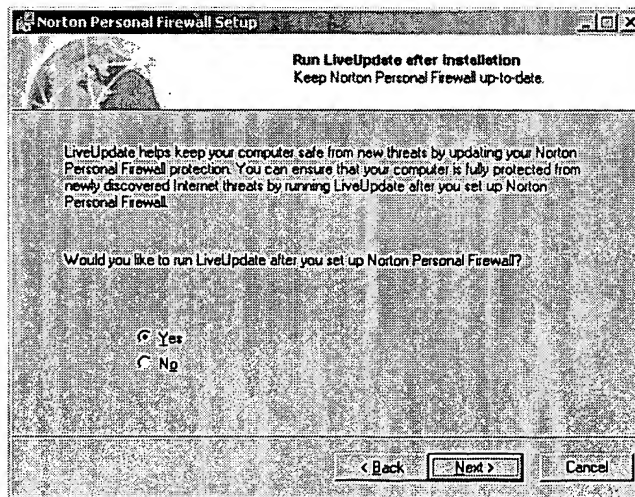 Norton Personal Firewall Setup
Run LiveUpdate after installation
Keep Norton Personal Firewall up-to-date.
LiveUpdate helps keep your computer safe from new threats by updating your Norton
Personal Firewall protection. You can ensure that your computer is fully protected from
newly discovered Internet threats by running LiveUpdate after you set up Norton
Personal Firewall.
Would you like to run LiveUpdate after you set up Norton Personal Firewall?
Yes
No
< Back Next > Cancel